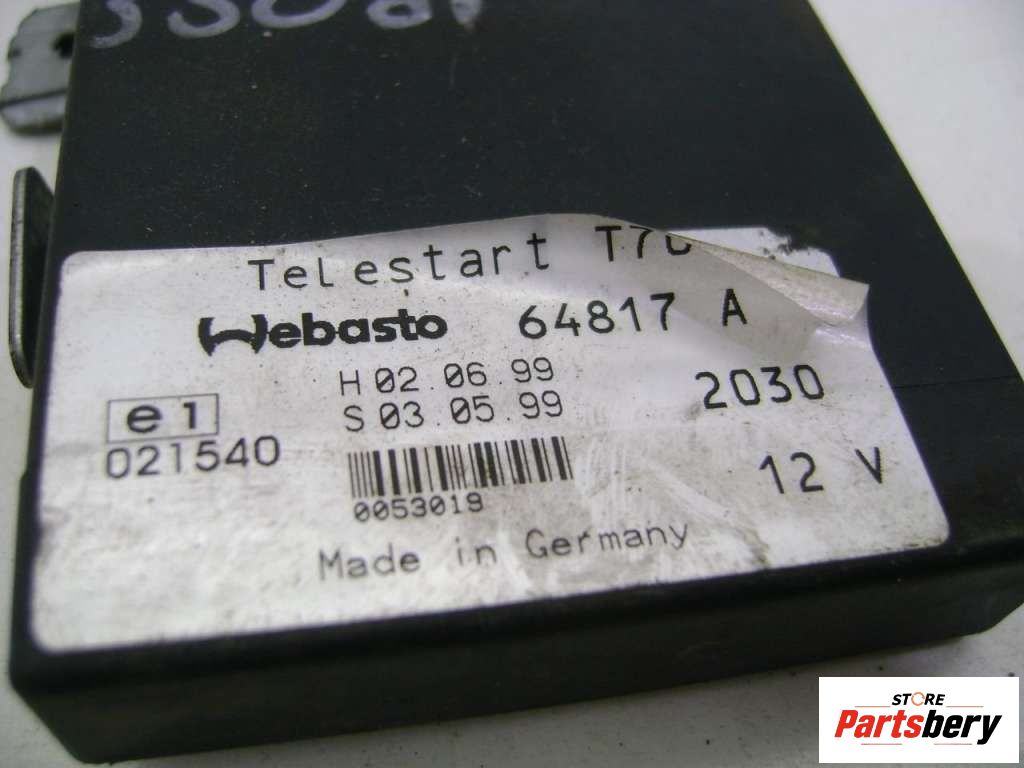 Telestart
Webasto 64817 A
H 02.06.99
S 03.05.99
2030
e1
021540
12 V
0053019
Made in Germany
STORE
Partsbery